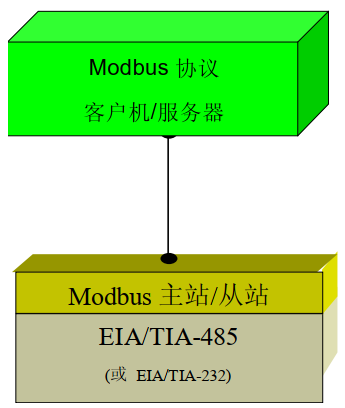 Modbus 协议
客户机/服务器
Modbus 主站/从站
EIA/TIA-485
(或 EIA/TIA-232)